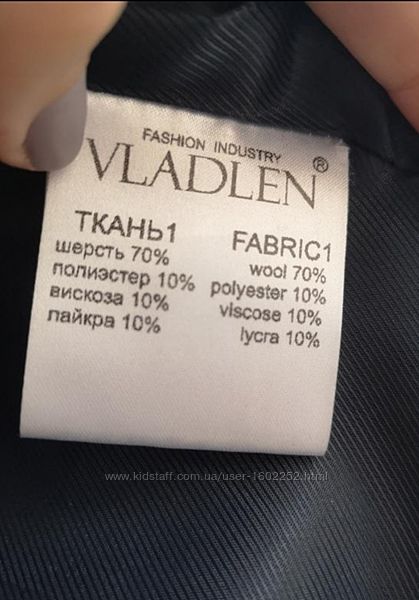 FASHION INDUSTRY
VLADLEN ®
ТКАНЬ1
шерсть 70%
полиэстер 10%
вискоза 10%
лайкра 10%
FABRIC1
wool 70%
polyester 10%
viscose 10%
lycra 10%
www.kidstaff.com.ua/user-1602252.html